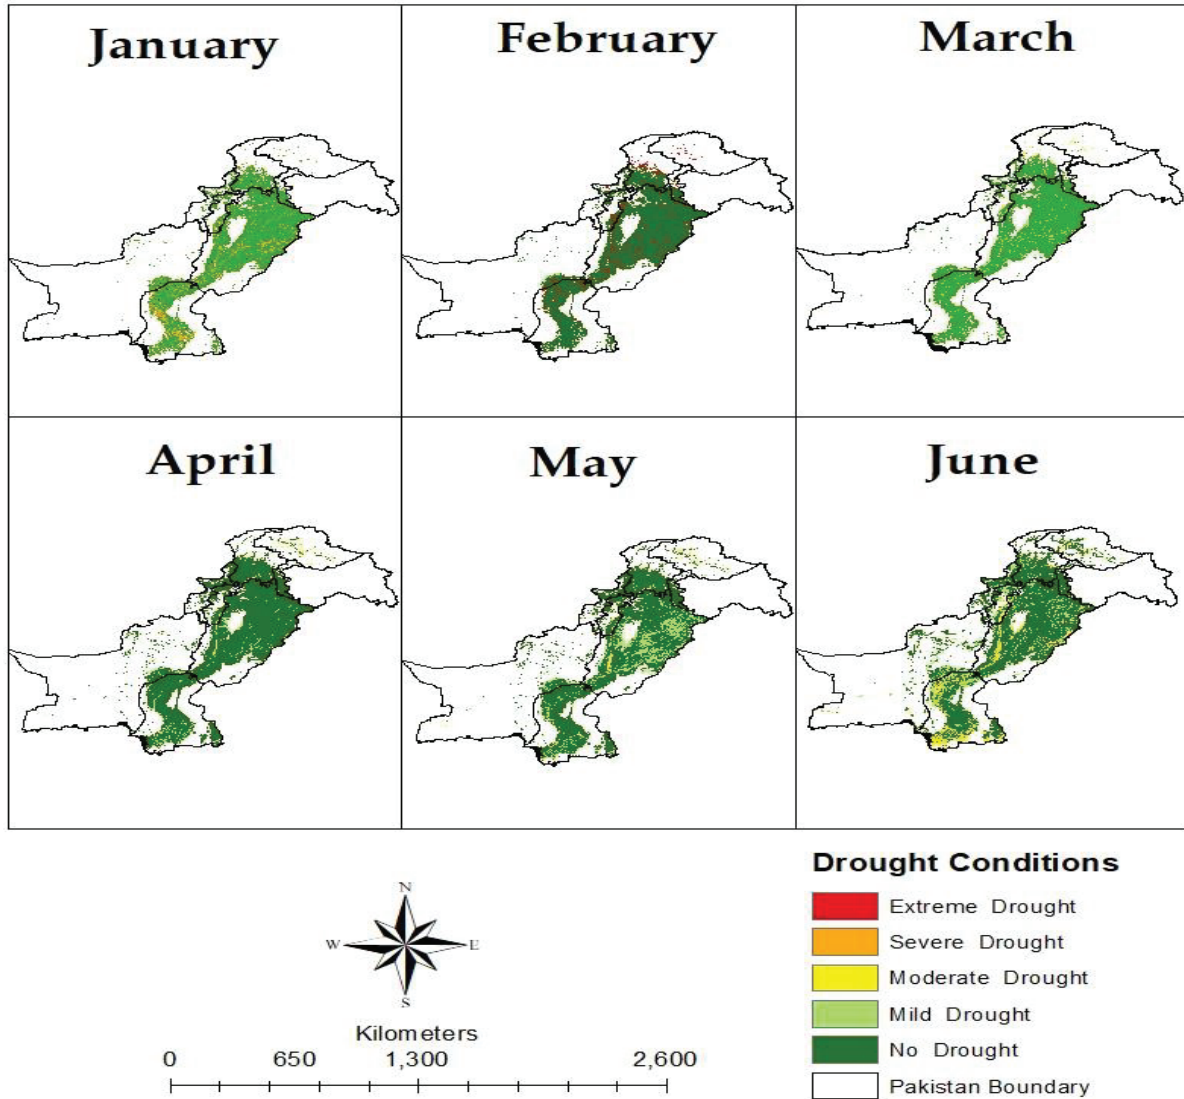 January
February
March
April
May
June
N
W
E
S
Kilometers
0 650 1,300 2,600
Drought Conditions
Extreme Drought
Severe Drought
Moderate Drought
Mild Drought
No Drought
Pakistan Boundary